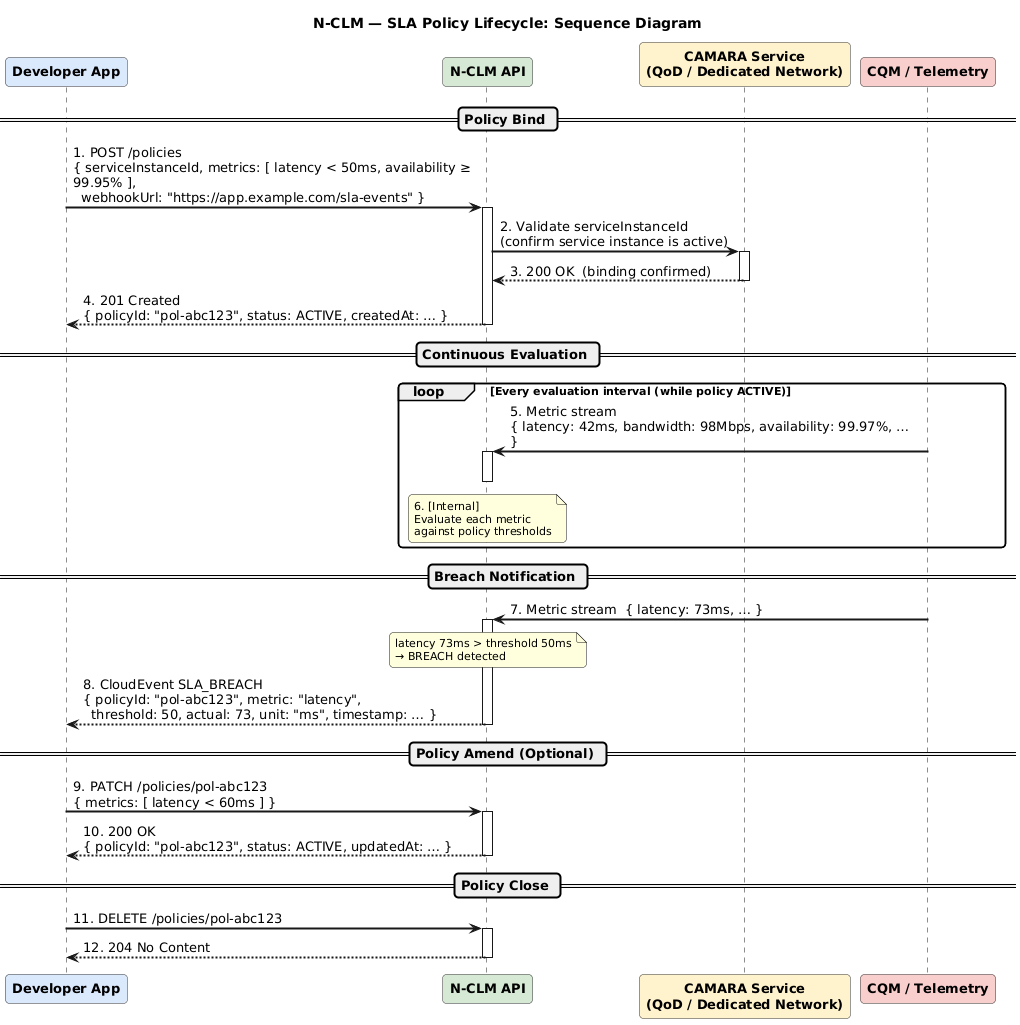 N-CLM — SLA Policy Lifecycle: Sequence Diagram
Developer App
N-CLM API
CAMARA Service
(QoD / Dedicated Network)
CQM / Telemetry
Policy Bind
1. POST /policies
{ serviceInstanceId, metrics: [ latency < 50ms, availability ≥
99.95% ],
webhookUrl: "https://app.example.com/sla-events" }
2. Validate serviceInstanceId
(confirm service instance is active)
3. 200 OK  (binding confirmed)
4. 201 Created
{ policyId: "pol-abc123", status: ACTIVE, createdAt: ... }
Continuous Evaluation
loop
[Every evaluation interval (while policy ACTIVE)]
5. Metric stream
{ latency: 42ms, bandwidth: 98Mbps, availability: 99.97%, ...
}
6. [Internal]
Evaluate each metric
against policy thresholds
Breach Notification
7. Metric stream  { latency: 73ms, ... }
latency 73ms > threshold 50ms
→ BREACH detected
8. CloudEvent SLA_BREACH
{ policyId: "pol-abc123", metric: "latency",
threshold: 50, actual: 73, unit: "ms", timestamp: ... }
Policy Amend (Optional)
9. PATCH /policies/pol-abc123
{ metrics: [ latency < 60ms ] }
10. 200 OK
{ policyId: "pol-abc123", status: ACTIVE, updatedAt: ... }
Policy Close
11. DELETE /policies/pol-abc123
12. 204 No Content
Developer App
N-CLM API
CAMARA Service
(QoD / Dedicated Network)
CQM / Telemetry